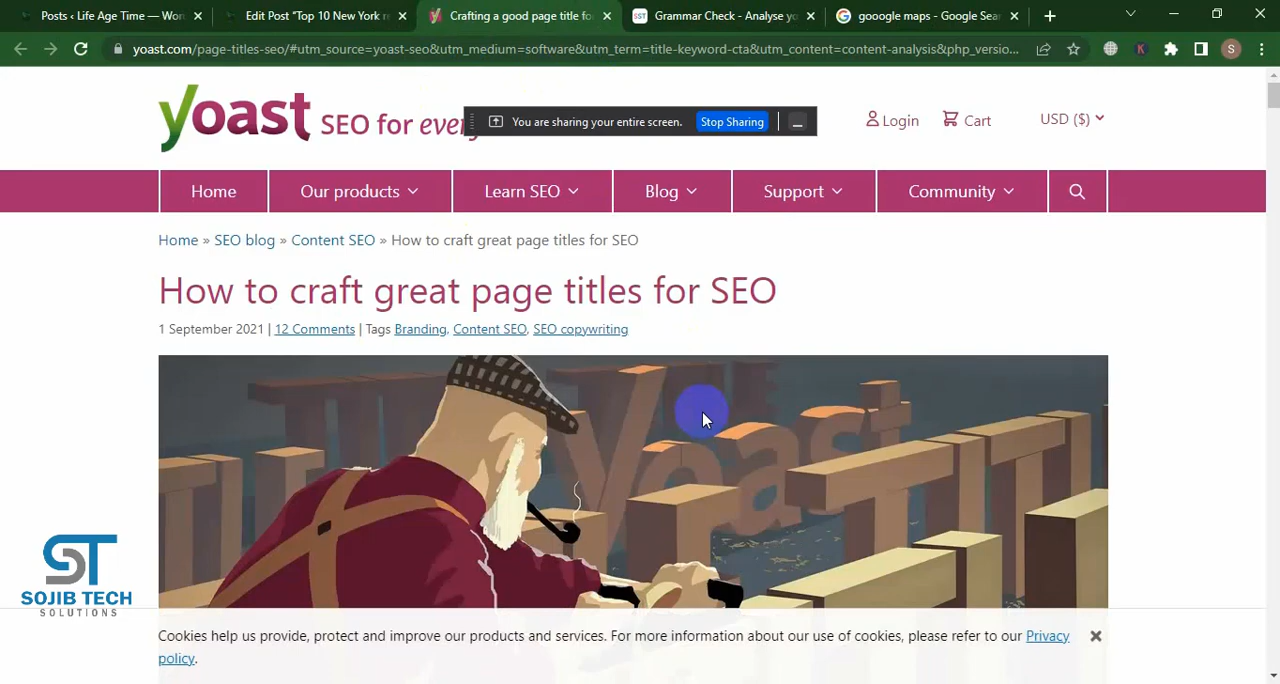 Posts ‹ Life Age Time — Wor
Edit Post "Top 10 New York r
Crafting a good page title fo
Grammar Check - Analyse yo
gooogle maps - Google Sea
yoast.com/page-titles-seo/#utm_source=yoast-seo&utm_medium=software&utm_term=title-keyword-cta&utm_content=content-analysis&php_versio...
yoast SEO for every
You are sharing your entire screen. Stop Sharing
Login Cart USD ($)
Home Our products Learn SEO Blog Support Community
Home » SEO blog » Content SEO » How to craft great page titles for SEO
How to craft great page titles for SEO
1 September 2021 | 12 Comments | Tags Branding, Content SEO, SEO copywriting
Yoast
TITLE
ST
SOJIB TECH
SOLUTIONS
Cookies help us provide, protect and improve our products and services. For more information about our use of cookies, please refer to our Privacy
policy.